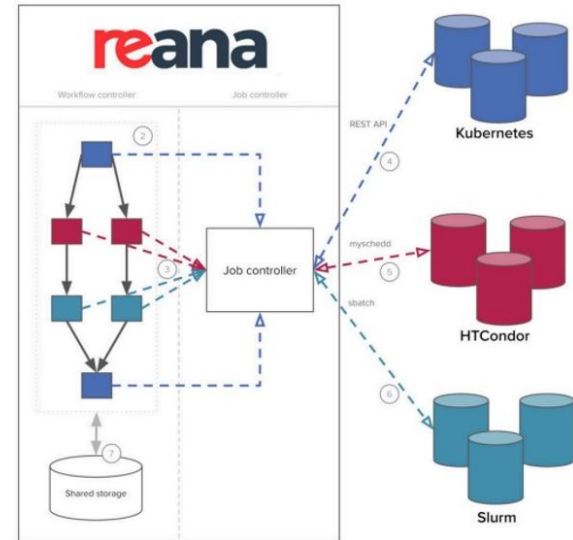 reana
Workflow controller
Job controller
2
REST API
4
Kubernetes
3
Job controller
myschedd
5
HTCondor
sbatch
6
7
Shared storage
Slurm